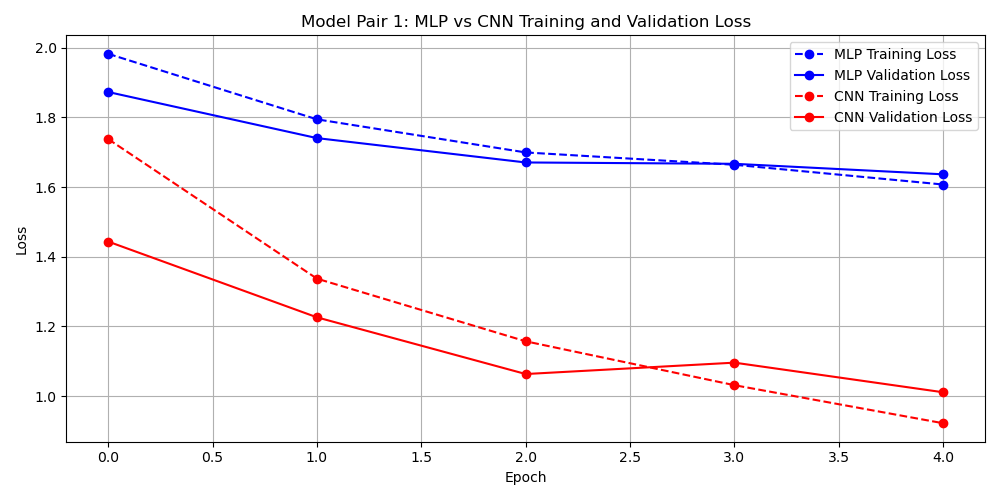 Model Pair 1: MLP vs CNN Training and Validation Loss
2.0
1.8
1.6
1.4
1.2
1.0
Loss
MLP Training Loss
MLP Validation Loss
CNN Training Loss
CNN Validation Loss
0.0 0.5 1.0 1.5 2.0 2.5 3.0 3.5 4.0
Epoch